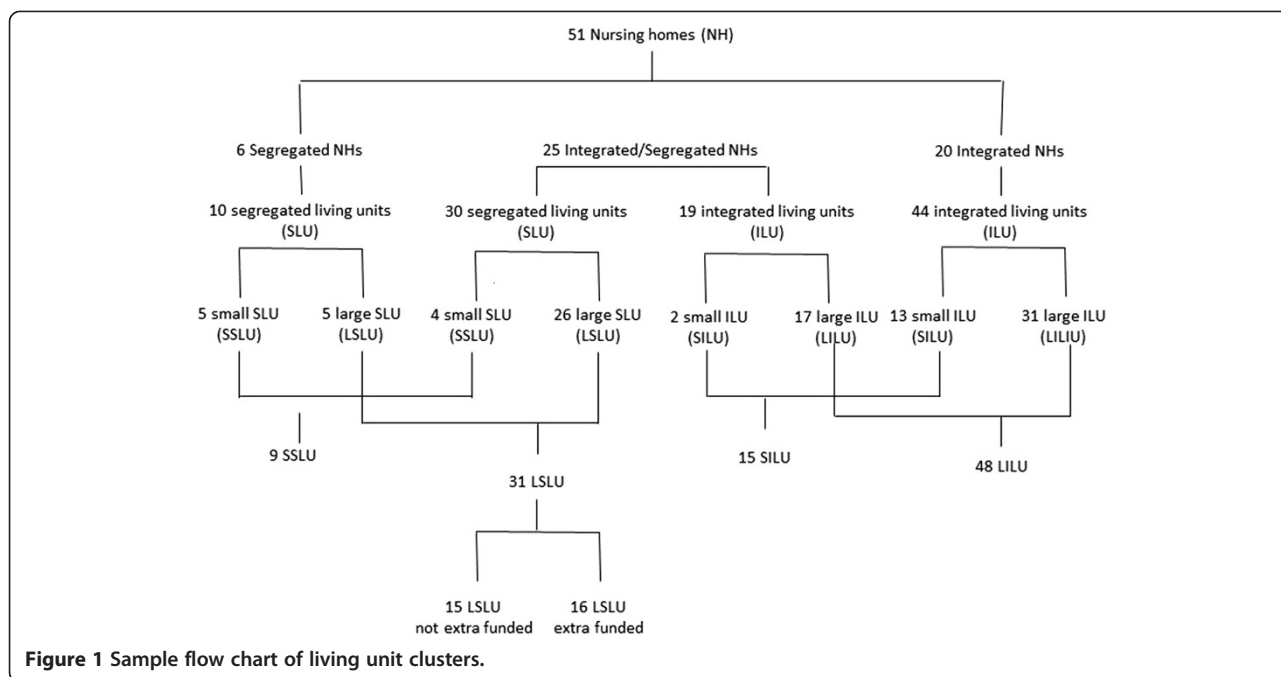 51 Nursing homes (NH)
6 Segregated NHs
25 Integrated/Segregated NHs
20 Integrated NHs
10 segregated living units
(SLU)
30 segregated living units
(SLU)
19 integrated living units
(ILU)
44 integrated living units
(ILU)
5 small SLU
(SSLU)
5 large SLU
(LSLU)
4 small SLU
(SSLU)
26 large SLU
(LSLU)
2 small ILU
(SILU)
17 large ILU
(LILU)
13 small ILU
(SILU)
31 large ILU
(LILIU)
9 SSLU
31 LSLU
15 SILU
48 LILU
15 LSLU
not extra funded
16 LSLU
extra funded
Figure 1 Sample flow chart of living unit clusters.